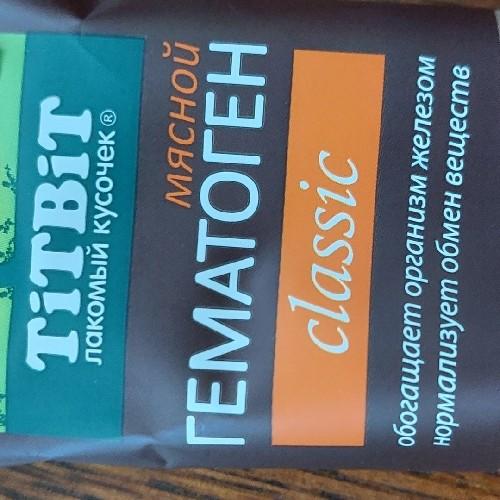 TiTBiT
лакомый кусочек®
мясной
ГЕМАТОГЕН
classic
обогащает организм железом
нормализует обмен веществ